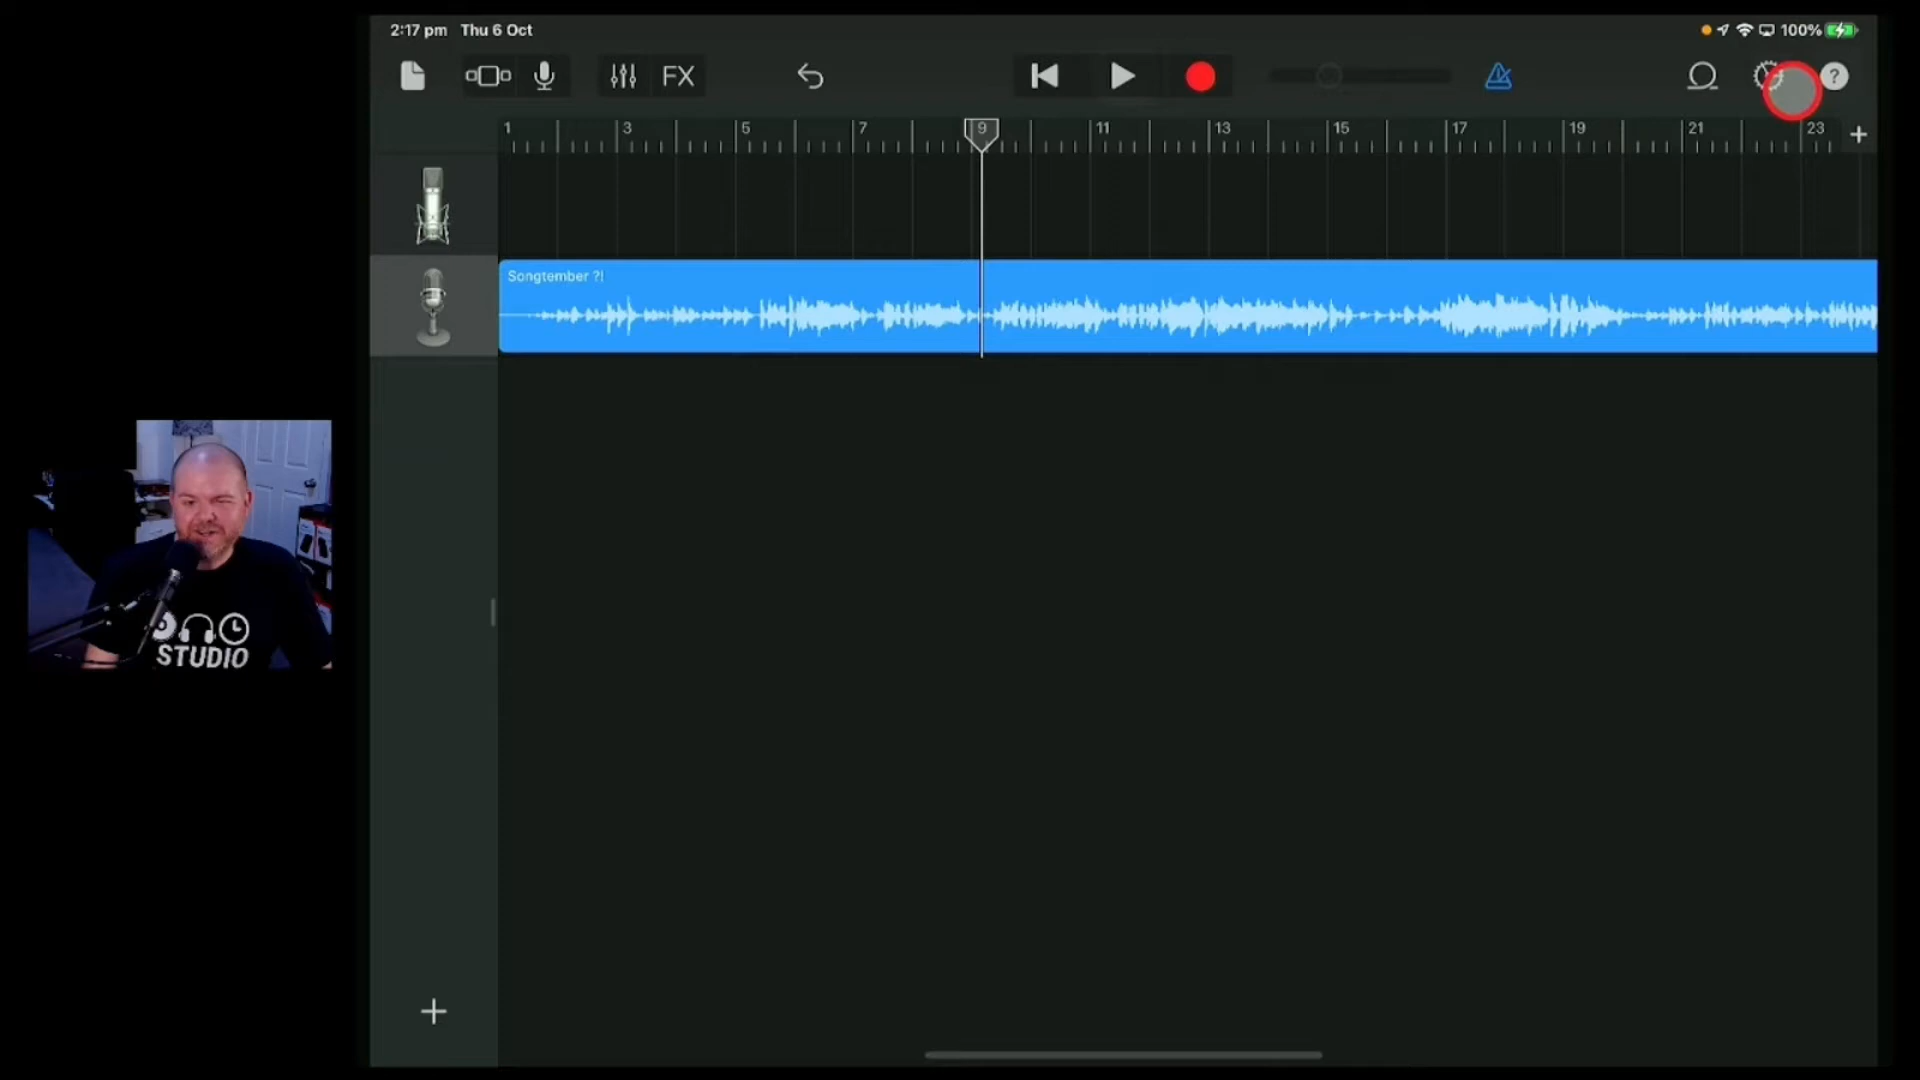 2:17 pm Thu 6 Oct 100%
FX ?
1 3 5 7 9 11 13 15 17 19 21 23 +
Songtember ?!
STUDIO
+